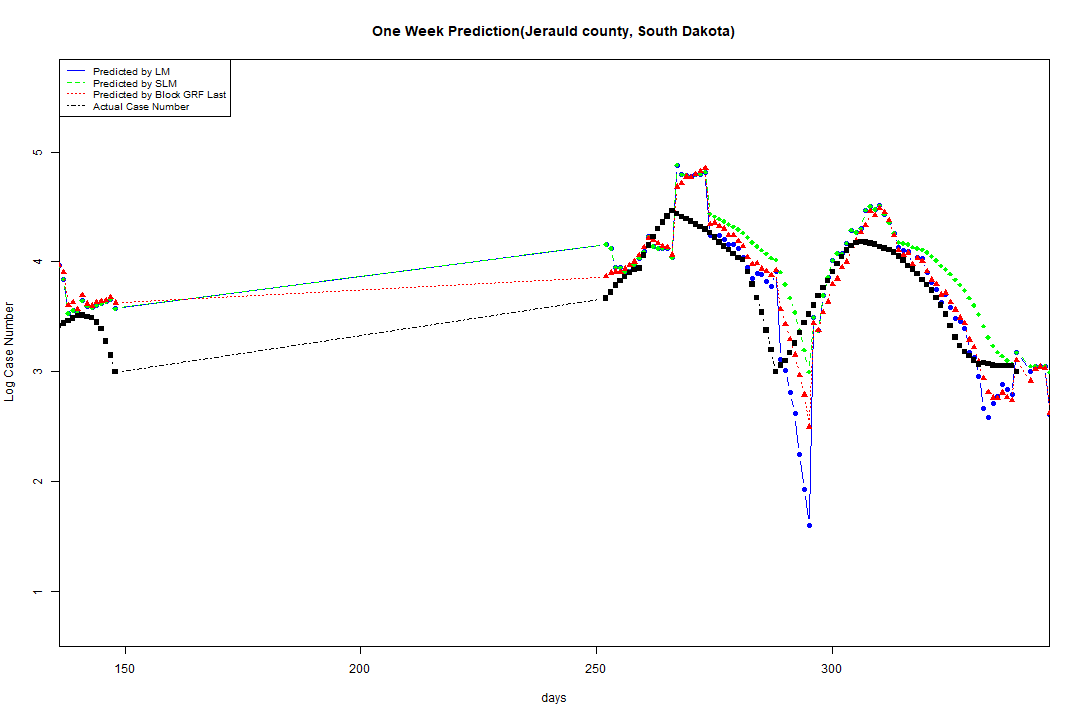 One Week Prediction(Jerauld county, South Dakota)
Predicted by LM
Predicted by SLM
Predicted by Block GRF Last
Actual Case Number
5
4
3
2
1
Log Case Number
150
200
250
300
days